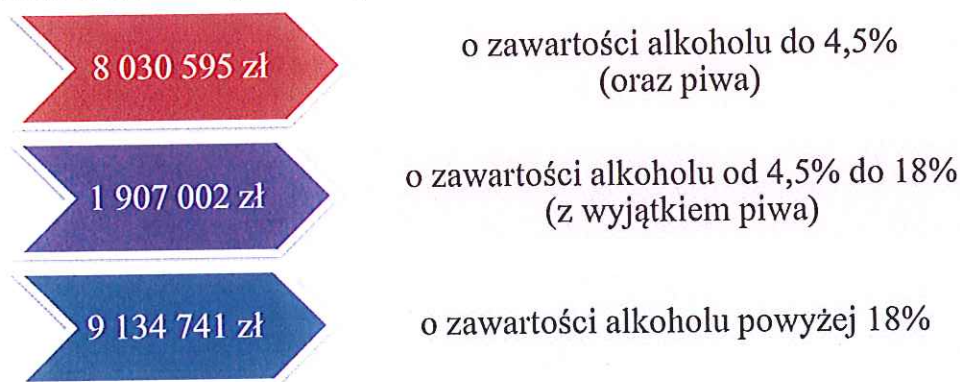 8 030 595 zł
o zawartości alkoholu do 4,5%
(oraz piwa)
1 907 002 zł
o zawartości alkoholu od 4,5% do 18%
(z wyjątkiem piwa)
9 134 741 zł
o zawartości alkoholu powyżej 18%